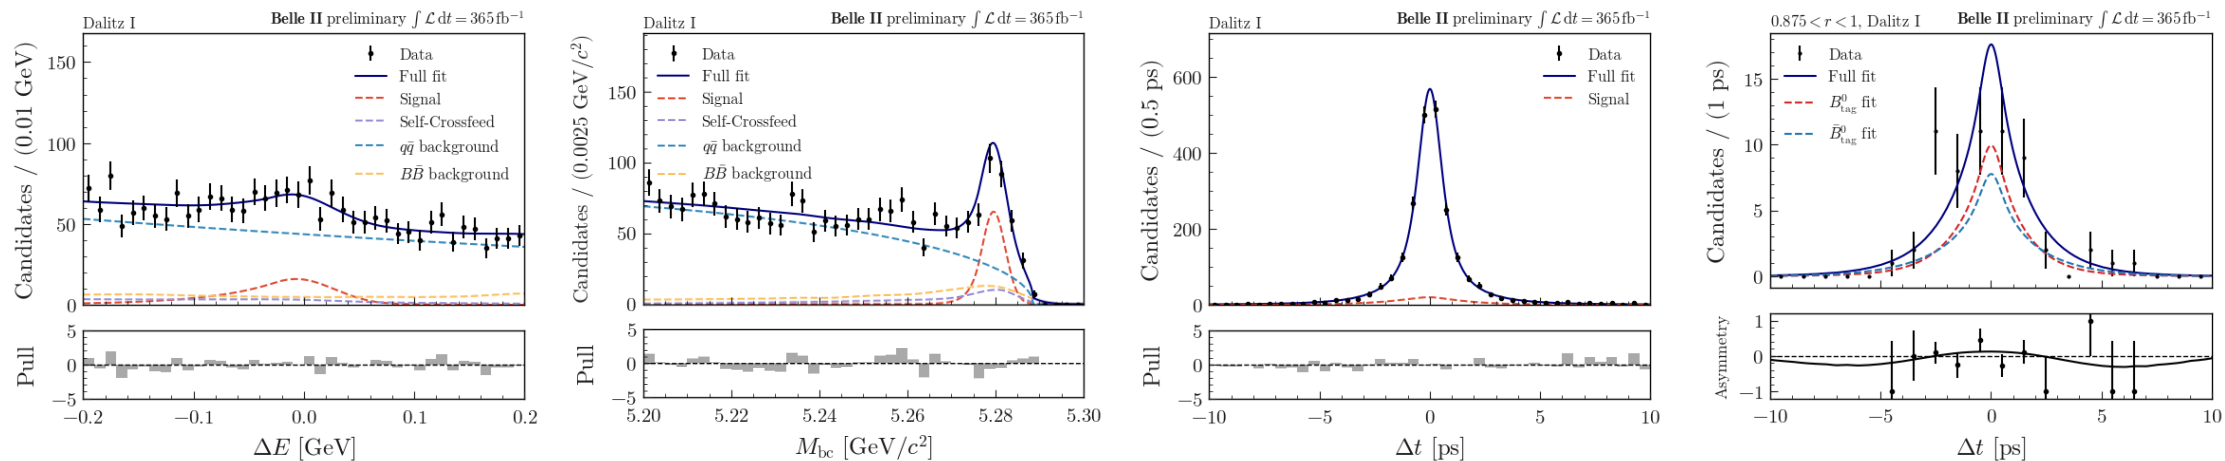 Dalitz I
Belle II preliminary ∫ ℒ dt = 365 fb⁻¹
Candidates / (0.01 GeV)
150
100
50
0
Data
Full fit
Signal
Self-Crossfeed
qq̄ background
BB̄ background
Pull
5
0
−5
−0.2
−0.1
0.0
0.1
0.2
ΔE [GeV]
Dalitz I
Belle II preliminary ∫ ℒ dt = 365 fb⁻¹
Candidates / (0.0025 GeV/c²)
150
100
50
0
Data
Full fit
Signal
Self-Crossfeed
qq̄ background
BB̄ background
Pull
5
0
−5
5.20
5.22
5.24
5.26
5.28
5.30
M_bc [GeV/c²]
Dalitz I
Belle II preliminary ∫ ℒ dt = 365 fb⁻¹
Candidates / (0.5 ps)
600
400
200
0
Data
Full fit
Signal
Pull
5
0
−5
−10
−5
0
5
10
Δt [ps]
0.875 < r < 1, Dalitz I
Belle II preliminary ∫ ℒ dt = 365 fb⁻¹
Candidates / (1 ps)
15
10
5
0
Data
Full fit
B⁰_tag fit
B̄⁰_tag fit
Asymmetry
1
0
−1
−10
−5
0
5
10
Δt [ps]